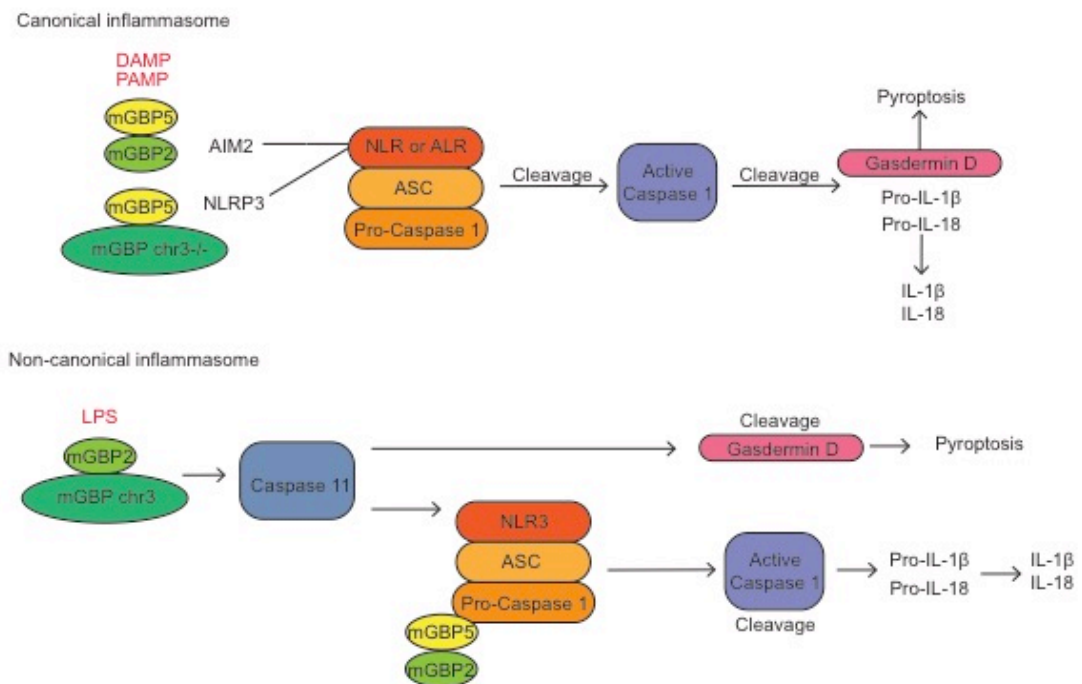 Canonical inflammasome
DAMP
PAMP
mGBP5
mGBP2
mGBP5
mGBP chr3-/-
AIM2
NLRP3
NLR or ALR
ASC
Pro-Caspase 1
Cleavage
Active
Caspase 1
Cleavage
Pyroptosis
Gasdermin D
Pro-IL-1β
Pro-IL-18
IL-1β
IL-18
Non-canonical inflammasome
LPS
mGBP2
mGBP chr3
Caspase 11
Cleavage
Gasdermin D
Pyroptosis
NLR3
ASC
Pro-Caspase 1
mGBP5
mGBP2
Active
Caspase 1
Cleavage
Pro-IL-1β
Pro-IL-18
IL-1β
IL-18